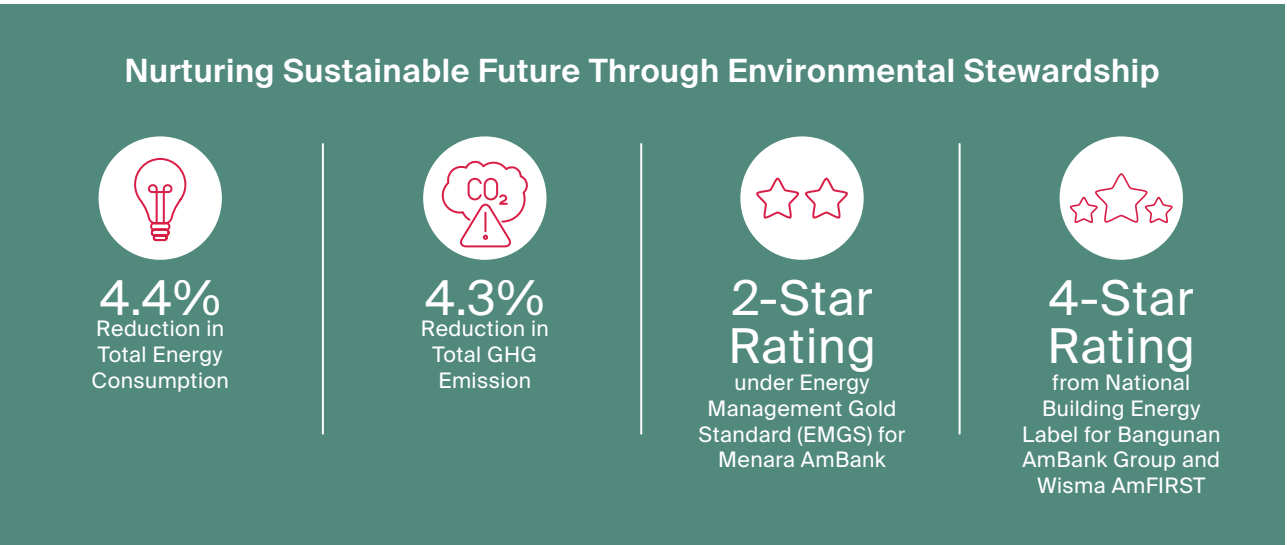 Nurturing Sustainable Future Through Environmental Stewardship
4.4%
Reduction in
Total Energy
Consumption
CO2
4.3%
Reduction in
Total GHG
Emission
2-Star
Rating
under Energy
Management Gold
Standard (EMGS) for
Menara AmBank
4-Star
Rating
from National
Building Energy
Label for Bangunan
AmBank Group and
Wisma AmFIRST